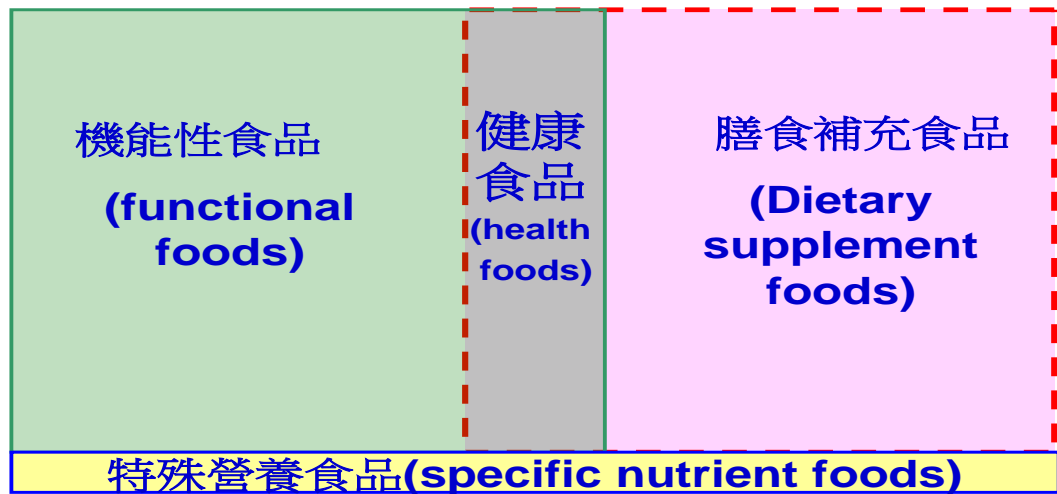 機能性食品
(functional
foods)
健康
食品
(health
foods)
膳食補充食品
(Dietary
supplement
foods)
特殊營養食品(specific nutrient foods)